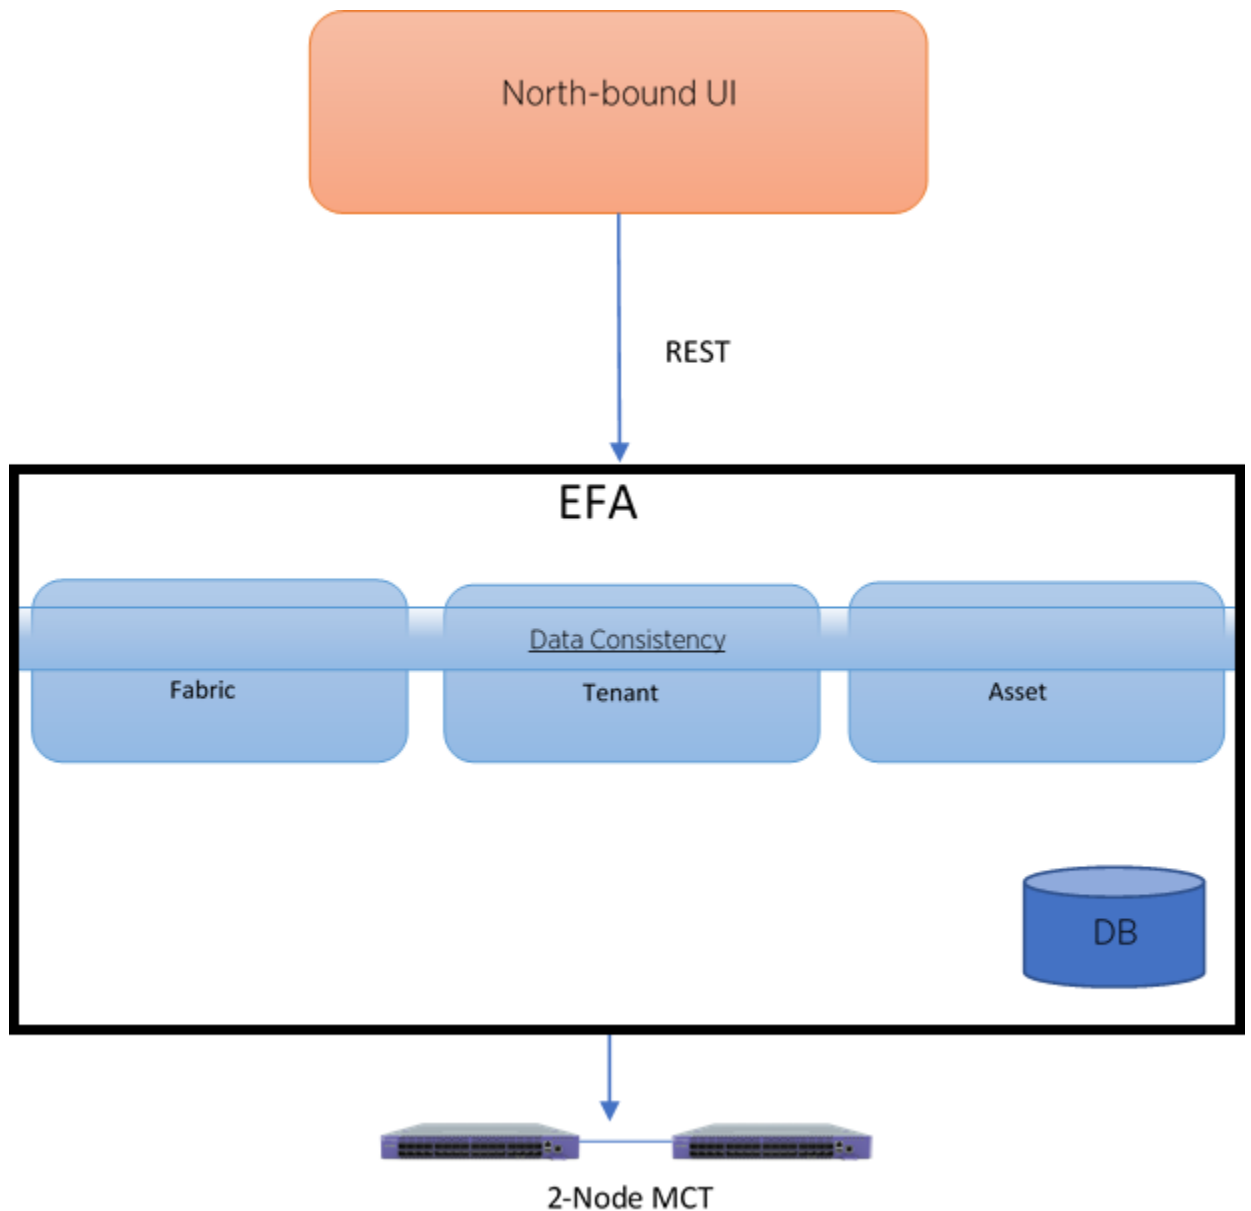 North-bound UI
REST
EFA
Data Consistency
Fabric
Tenant
Asset
DB
2-Node MCT